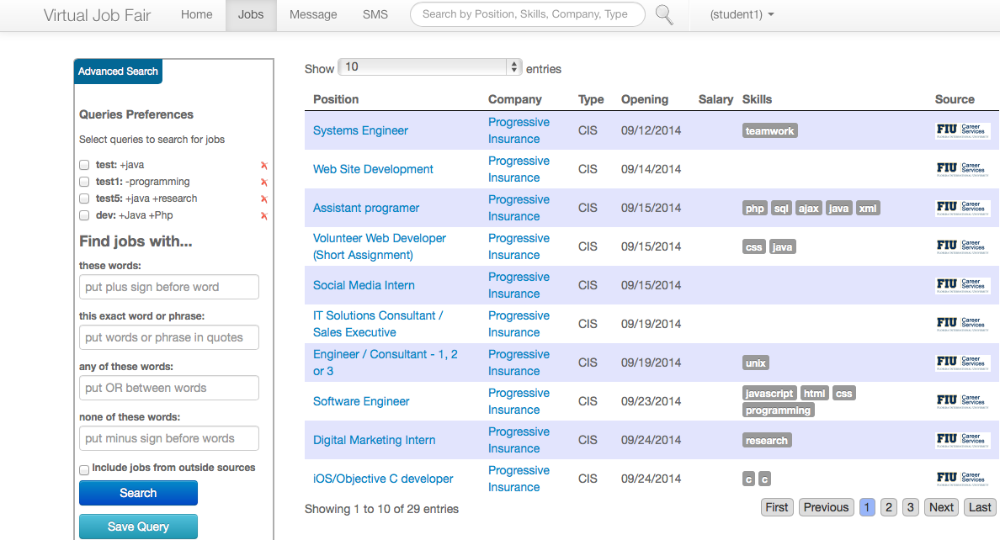 Virtual Job Fair Home Jobs Message SMS Search by Position, Skills, Company, Type (student1)
Advanced Search
Queries Preferences
Select queries to search for jobs
test: +java
test1: -programming
test5: +java +research
dev: +Java +Php
Find jobs with...
these words:
put plus sign before word
this exact word or phrase:
put words or phrase in quotes
any of these words:
put OR between words
none of these words:
put minus sign before words
Include jobs from outside sources
Search
Save Query
Show 10 entries
Position Company Type Opening Salary Skills Source
Systems Engineer Progressive Insurance CIS 09/12/2014 teamwork FIU Career Services
Web Site Development Progressive Insurance CIS 09/14/2014 FIU Career Services
Assistant programer Progressive Insurance CIS 09/15/2014 php sql ajax java xml FIU Career Services
Volunteer Web Developer
(Short Assignment) Progressive Insurance CIS 09/15/2014 css java FIU Career Services
Social Media Intern Progressive Insurance CIS 09/15/2014 FIU Career Services
IT Solutions Consultant /
Sales Executive Progressive Insurance CIS 09/19/2014 FIU Career Services
Engineer / Consultant - 1, 2
or 3 Progressive Insurance CIS 09/19/2014 unix FIU Career Services
Software Engineer Progressive Insurance CIS 09/23/2014 javascript html css
programming FIU Career Services
Digital Marketing Intern Progressive Insurance CIS 09/24/2014 research FIU Career Services
iOS/Objective C developer Progressive Insurance CIS 09/24/2014 c c FIU Career Services
Showing 1 to 10 of 29 entries First Previous 1 2 3 Next Last